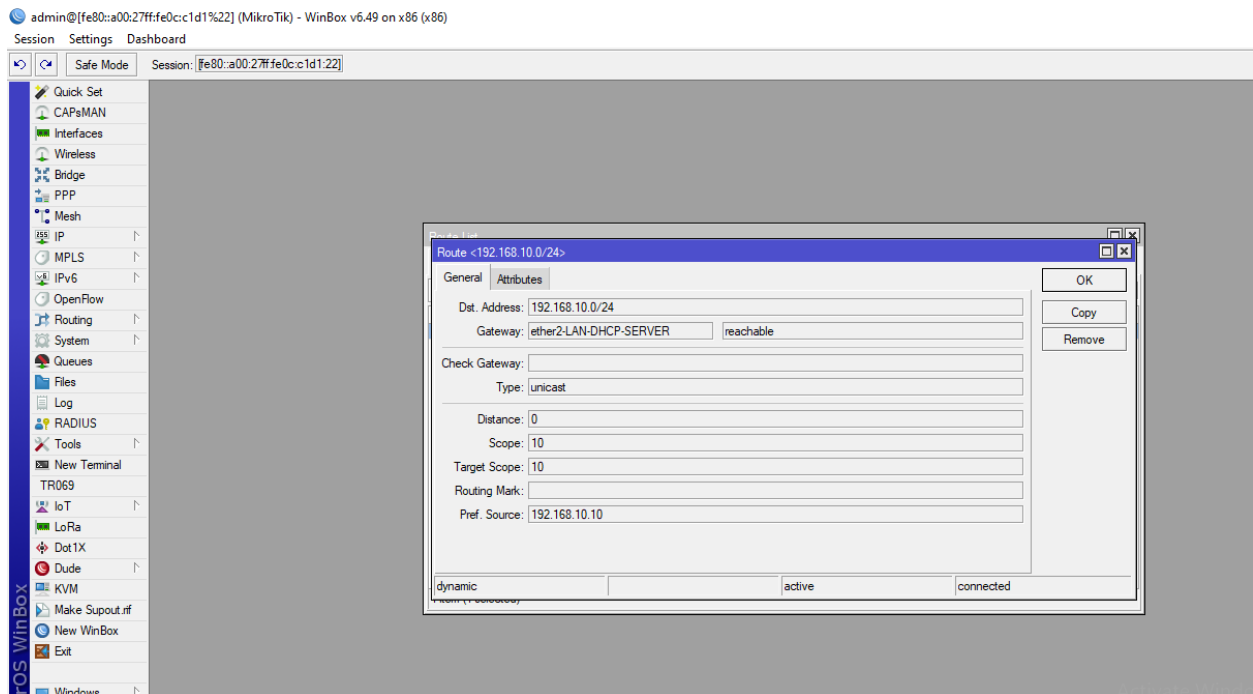 admin@[fe80::a00:27ff:fe0c:c1d1%22] (MikroTik) - WinBox v6.49 on x86 (x86)
Session Settings Dashboard
Safe Mode Session: [fe80::a00:27ff:fe0c:c1d1:22]
Quick Set
CAPsMAN
Interfaces
Wireless
Bridge
PPP
Mesh
IP
MPLS
IPv6
OpenFlow
Routing
System
Queues
Files
Log
RADIUS
Tools
New Terminal
TR069
IoT
LoRa
Dot1X
Dude
KVM
Make Supout.rif
New WinBox
Exit
Windows
rOS WinBox
Route List
Route <192.168.10.0/24>
General Attributes
Dst. Address: 192.168.10.0/24
Gateway: ether2-LAN-DHCP-SERVER reachable
Check Gateway:
Type: unicast
Distance: 0
Scope: 10
Target Scope: 10
Routing Mark:
Pref. Source: 192.168.10.10
OK
Copy
Remove
dynamic active connected